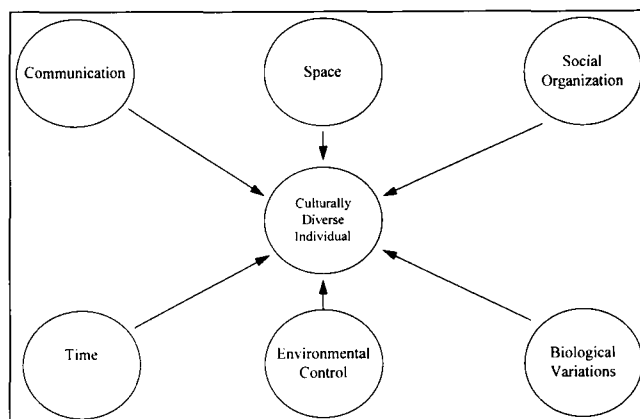 Communication
Space
Social
Organization
Culturally
Diverse
Individual
Time
Environmental
Control
Biological
Variations